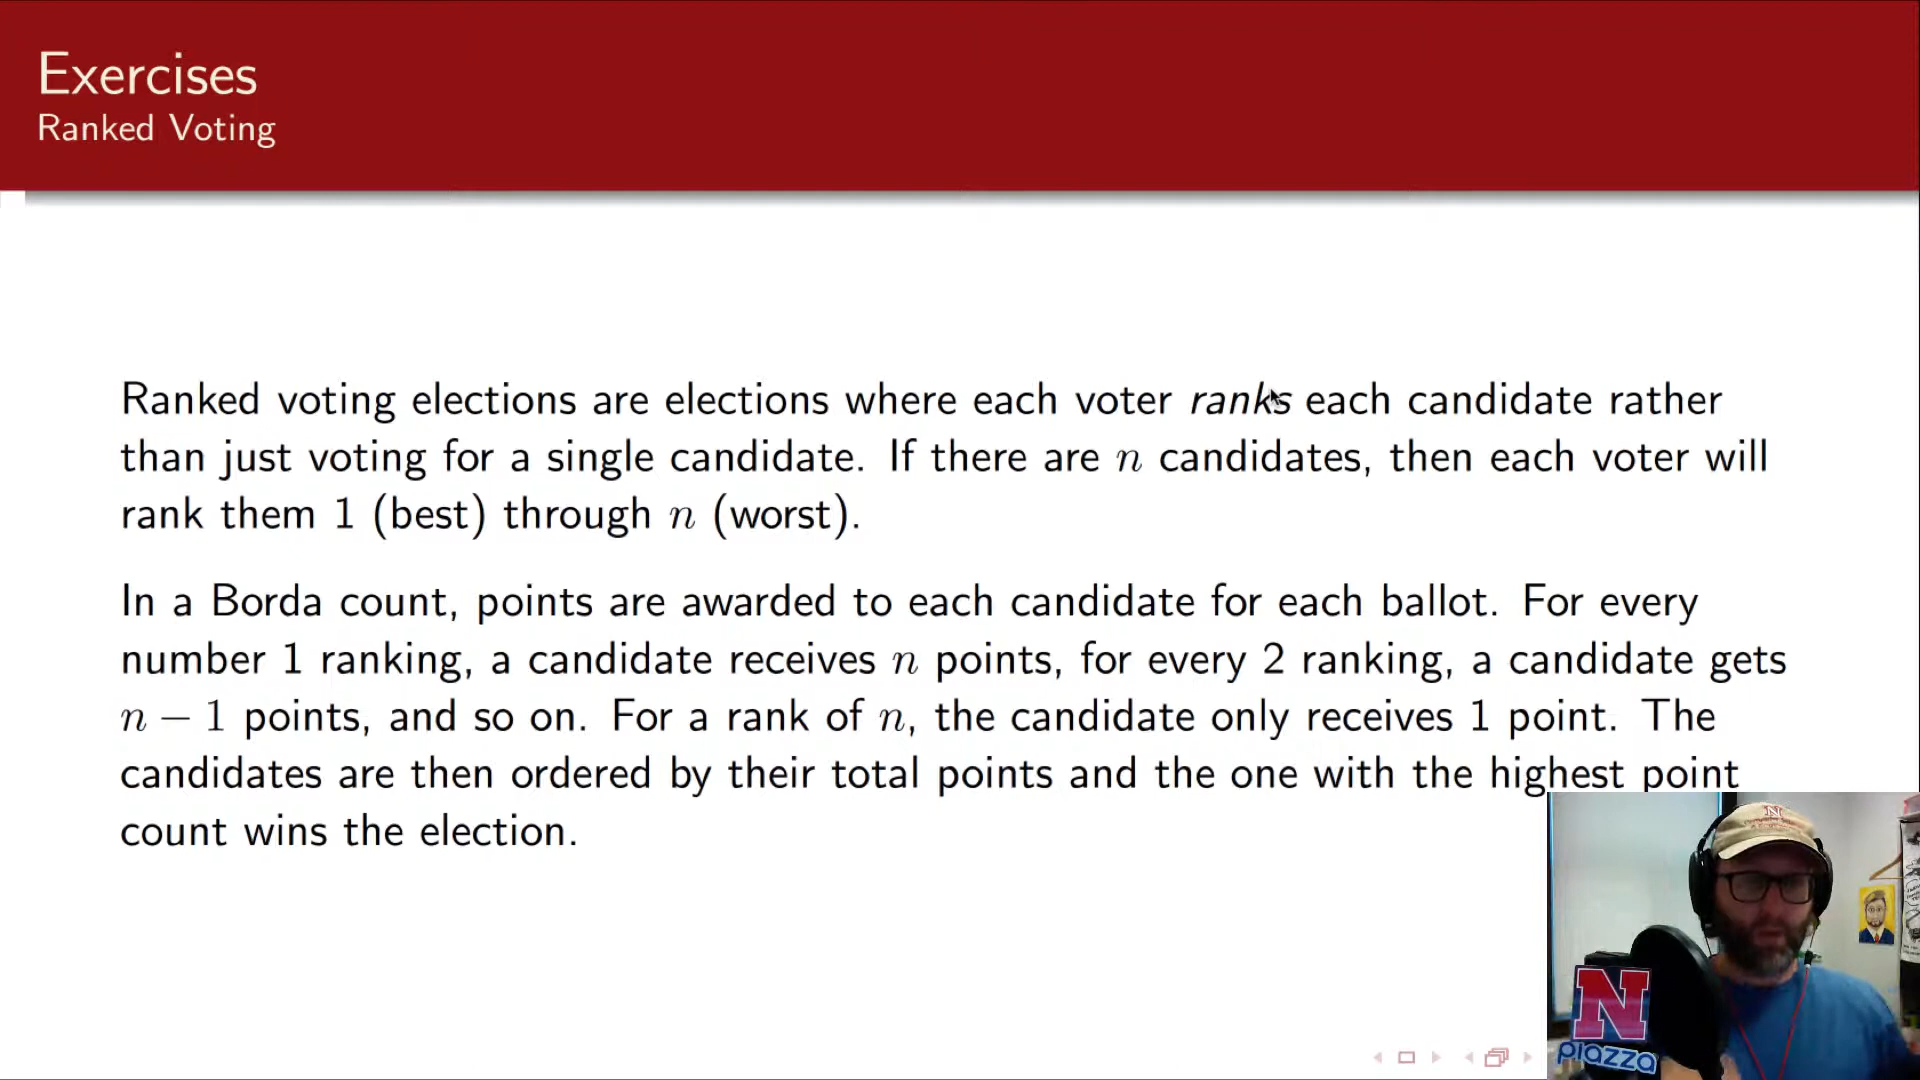 Exercises
Ranked Voting
Ranked voting elections are elections where each voter ranks each candidate rather
than just voting for a single candidate. If there are n candidates, then each voter will
rank them 1 (best) through n (worst).
In a Borda count, points are awarded to each candidate for each ballot. For every
number 1 ranking, a candidate receives n points, for every 2 ranking, a candidate gets
n − 1 points, and so on. For a rank of n, the candidate only receives 1 point. The
candidates are then ordered by their total points and the one with the highest point
count wins the election.
N
N
piazza